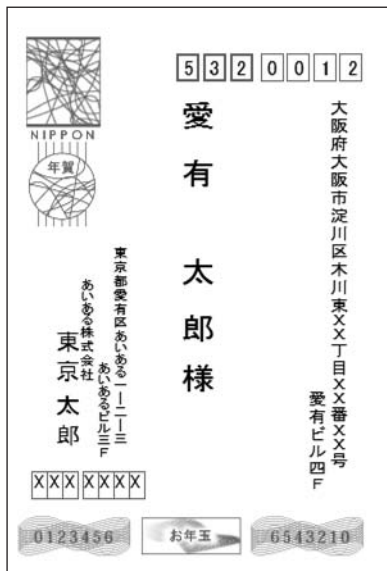 5320012
大阪府大阪市淀川区木川東XX丁目XX番XX号
愛有ビル四F
愛有 太郎様
NIPPON
年賀
東京都愛有区あいある一ー二ー三
あいあるビル三F
あいある株式会社
東京太郎
XXX XXXX
0123456
お年玉
6543210